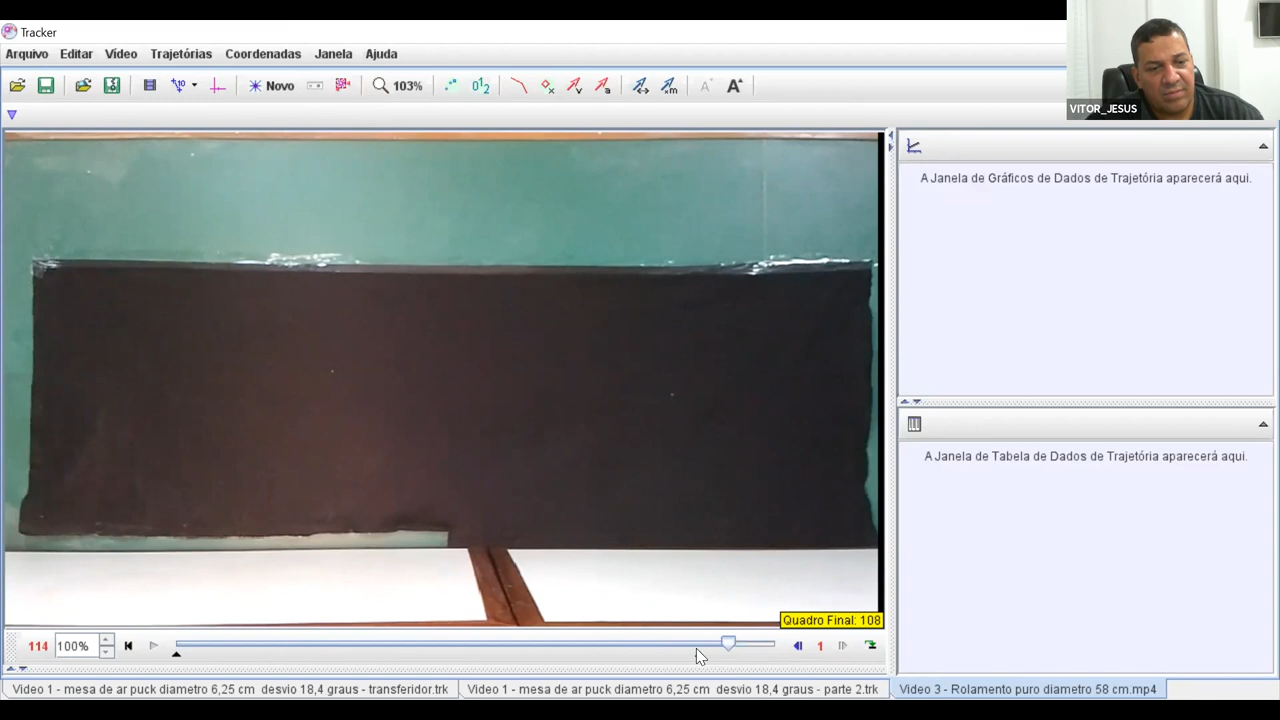 Tracker
Arquivo Editar Vídeo Trajetórias Coordenadas Janela Ajuda
Novo 103%
VITOR_JESUS
A Janela de Gráficos de Dados de Trajetória aparecerá aqui.
A Janela de Tabela de Dados de Trajetória aparecerá aqui.
Quadro Final: 108
114 100% 1
Video 1 - mesa de ar puck diametro 6,25 cm desvio 18,4 graus - transferidor.trk
Video 1 - mesa de ar puck diametro 6,25 cm desvio 18,4 graus - parte 2.trk
Video 3 - Rolamento puro diametro 58 cm.mp4